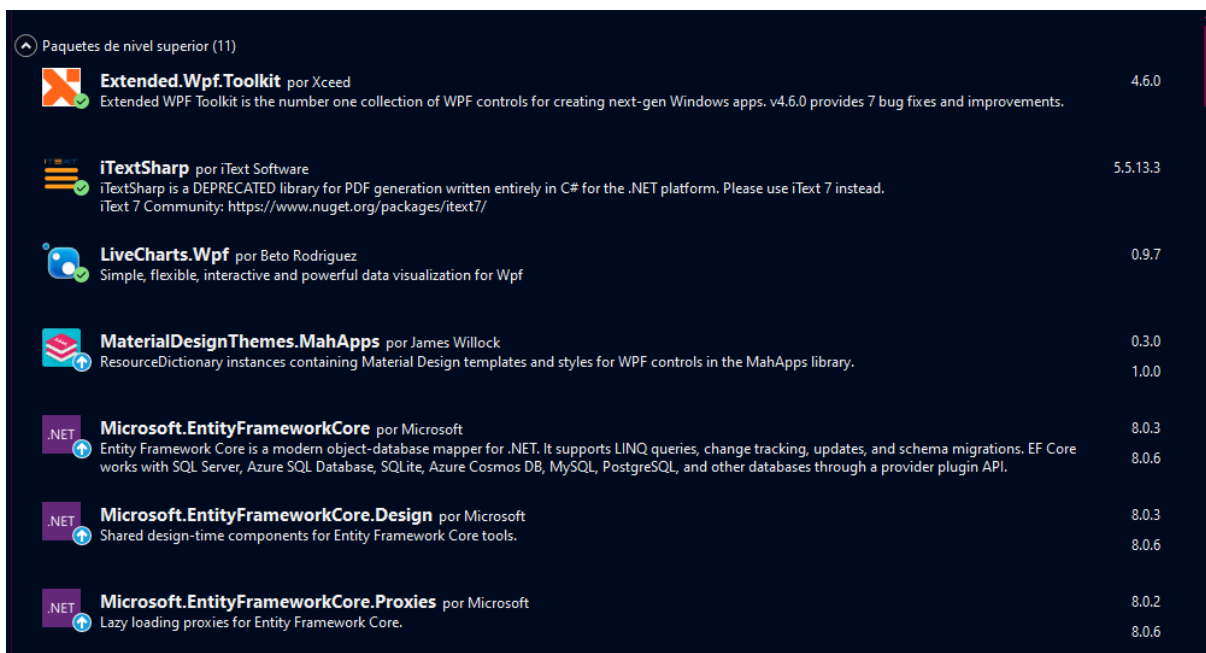 Paquetes de nivel superior (11)
Extended.Wpf.Toolkit por Xceed 4.6.0
Extended WPF Toolkit is the number one collection of WPF controls for creating next-gen Windows apps. v4.6.0 provides 7 bug fixes and improvements.
iTextSharp por iText Software 5.5.13.3
iTextSharp is a DEPRECATED library for PDF generation written entirely in C# for the .NET platform. Please use iText 7 instead.
iText 7 Community: https://www.nuget.org/packages/itext7/
LiveCharts.Wpf por Beto Rodriguez 0.9.7
Simple, flexible, interactive and powerful data visualization for Wpf
MaterialDesignThemes.MahApps por James Willock 0.3.0
ResourceDictionary instances containing Material Design templates and styles for WPF controls in the MahApps library.
1.0.0
.NET
Microsoft.EntityFrameworkCore por Microsoft 8.0.3
Entity Framework Core is a modern object-database mapper for .NET. It supports LINQ queries, change tracking, updates, and schema migrations. EF Core
works with SQL Server, Azure SQL Database, SQLite, Azure Cosmos DB, MySQL, PostgreSQL, and other databases through a provider plugin API.
8.0.6
.NET
Microsoft.EntityFrameworkCore.Design por Microsoft 8.0.3
Shared design-time components for Entity Framework Core tools.
8.0.6
.NET
Microsoft.EntityFrameworkCore.Proxies por Microsoft 8.0.2
Lazy loading proxies for Entity Framework Core.
8.0.6